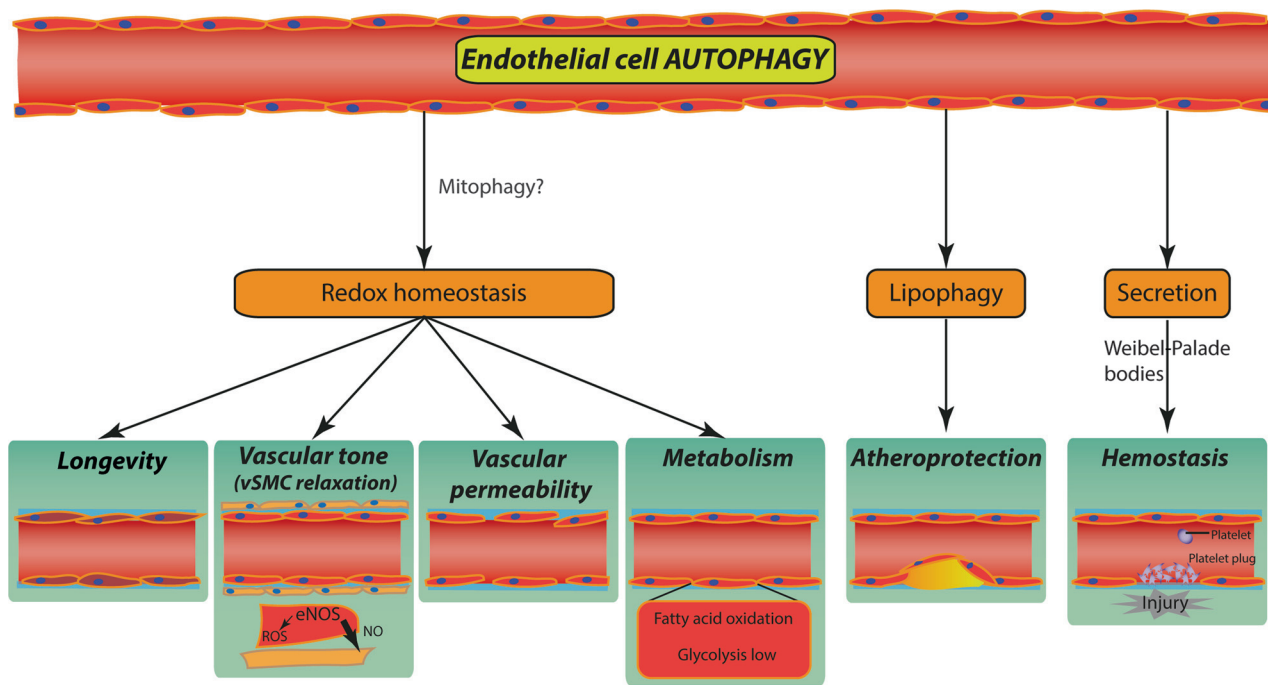 Endothelial cell AUTOPHAGY
Mitophagy?
Redox homeostasis
Lipophagy
Secretion
Weibel-Palade
bodies
Longevity
Vascular tone
(vSMC relaxation)
eNOS
ROS
NO
Vascular
permeability
Metabolism
Fatty acid oxidation
Glycolysis low
Atheroprotection
Hemostasis
Platelet
Platelet plug
Injury